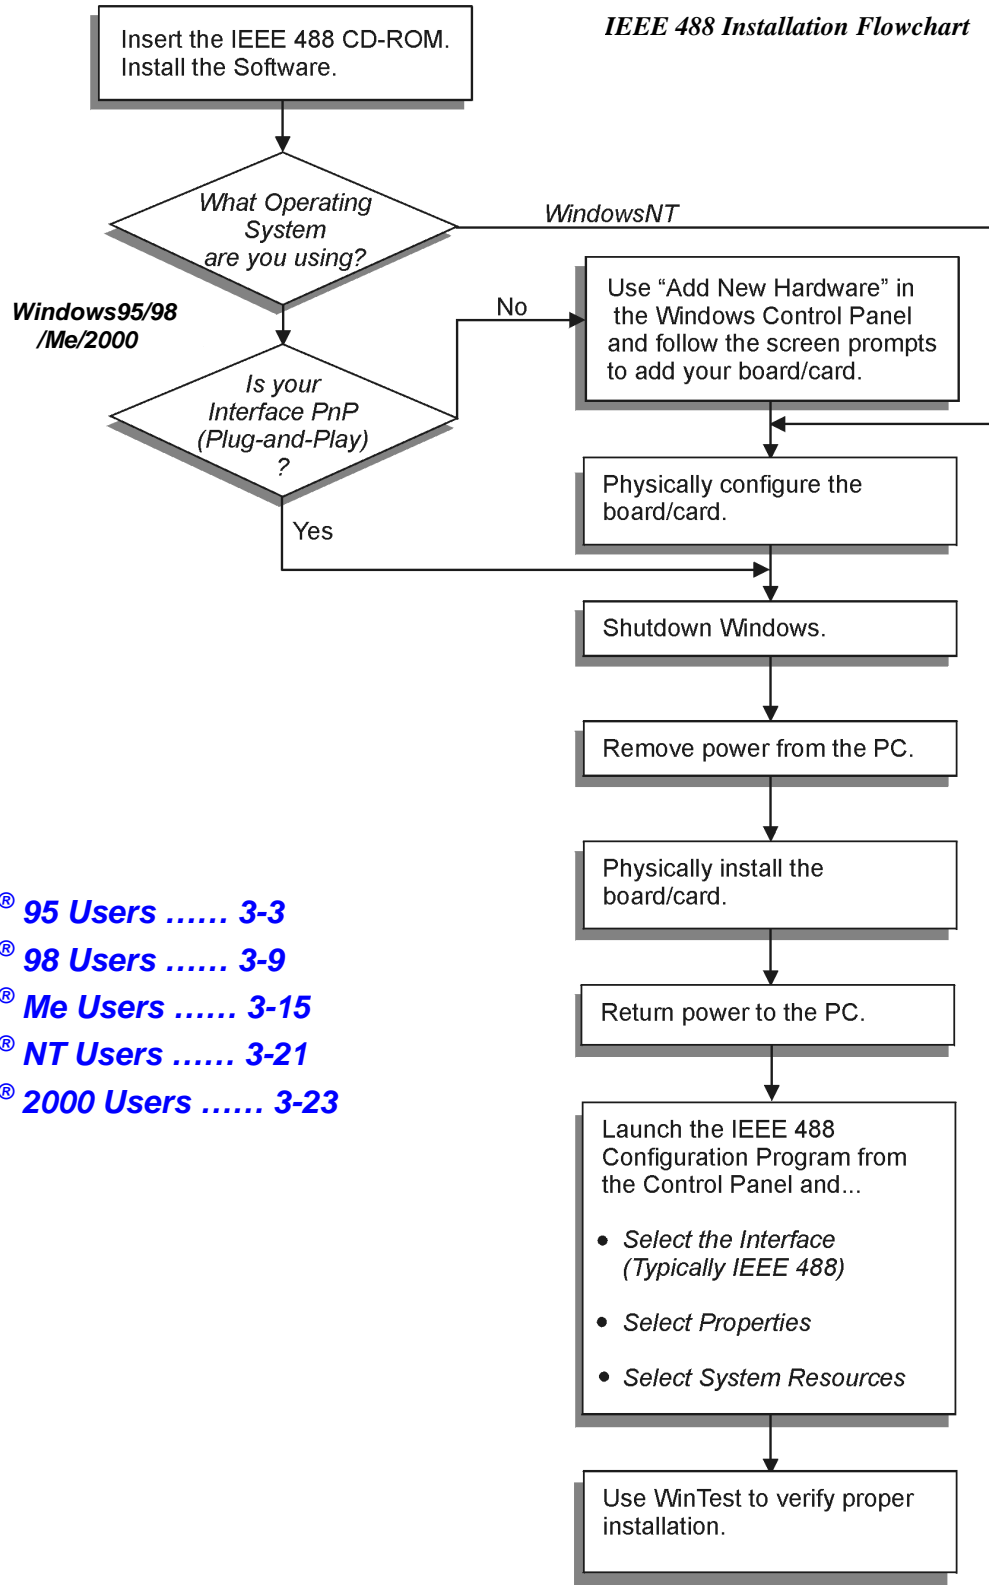 IEEE 488 Installation Flowchart
Insert the IEEE 488 CD-ROM.
Install the Software.
What Operating
System
are you using?
WindowsNT
Windows95/98
/Me/2000
Is your
Interface PnP
(Plug-and-Play)
?
No
Use “Add New Hardware” in
the Windows Control Panel
and follow the screen prompts
to add your board/card.
Physically configure the
board/card.
Yes
Shutdown Windows.
Remove power from the PC.
Physically install the
board/card.
® 95 Users …… 3-3
® 98 Users …… 3-9
® Me Users …… 3-15
® NT Users …… 3-21
® 2000 Users …… 3-23
Return power to the PC.
Launch the IEEE 488
Configuration Program from
the Control Panel and...
• Select the Interface
(Typically IEEE 488)
• Select Properties
• Select System Resources
Use WinTest to verify proper
installation.